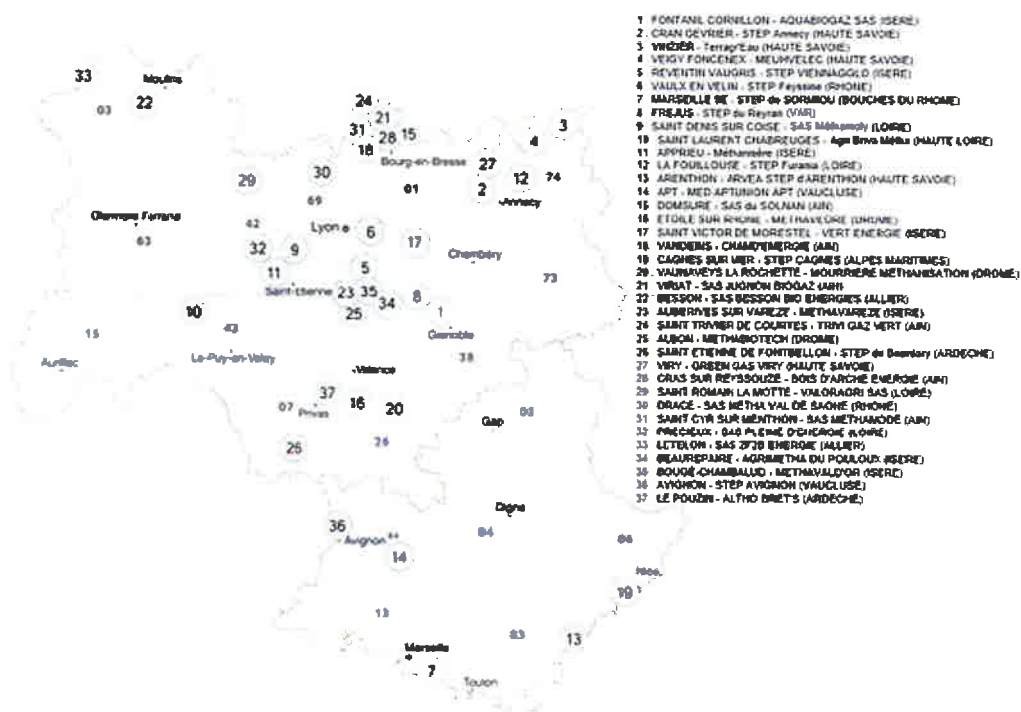 1 FONTANIL CORNILLON - AQUABIOGAZ SAS (ISERE)
2 CRAN GEVRIER - STEP Annecy (HAUTE SAVOIE)
3 VINZIER - Terragr'Eau (HAUTE SAVOIE)
4 VEIGY FONCENEX - MEUHVELEC (HAUTE SAVOIE)
5 REVENTIN VAUGRIS - STEP VIENNAGGLO (ISERE)
6 VAULX EN VELIN - STEP Feyssine (RHONE)
7 MARSEILLE 9E - STEP de SORMIOU (BOUCHES DU RHONE)
8 FREJUS - STEP du Reyran (VAR)
9 SAINT DENIS SUR COISE - SAS Méthamoly (LOIRE)
10 SAINT LAURENT CHABREUGES - Agri Briva Métha (HAUTE LOIRE)
11 APPRIEU - Méthanisère (ISERE)
12 LA FOUILLOUSE - STEP Furania (LOIRE)
13 ARENTHON - ARVEA STEP d'ARENTHON (HAUTE SAVOIE)
14 APT - MED APTUNION APT (VAUCLUSE)
15 DOMSURE - SAS du SOLNAN (AIN)
16 ETOILE SUR RHONE - METHAVEORE (DROME)
17 SAINT VICTOR DE MORESTEL - VERT ENERGIE (ISERE)
18 VANDEINS - CHAMP'ENERGIE (AIN)
19 CAGNES SUR MER - STEP CAGNES (ALPES MARITIMES)
20 VAUNAVEYS LA ROCHETTE - MOURRIERE METHANISATION (DROME)
21 VIRIAT - SAS JUGNON BIOGAZ (AIN)
22 BESSON - SAS BESSON BIO ENERGIES (ALLIER)
23 AUBERIVES SUR VAREZE - METHAVAREZE (ISERE)
24 SAINT TRIVIER DE COURTES - TRIVI GAZ VERT (AIN)
25 ALBON - METHABIOTECH (DROME)
26 SAINT ETIENNE DE FONTBELLON - STEP de Bourdary (ARDECHE)
27 VIRY - GREEN GAS VIRY (HAUTE SAVOIE)
28 CRAS SUR REYSSOUZE - BOIS D'ARCHE ENERGIE (AIN)
29 SAINT ROMAIN LA MOTTE - VALORAGRI SAS (LOIRE)
30 DRACE - SAS METHA VAL DE SAONE (RHONE)
31 SAINT CYR SUR MENTHON - SAS METHAMODE (AIN)
32 PRECIEUX - SAS PLEINE D'ENERGIE (LOIRE)
33 LETELON - SAS 2F2B ENERGIE (ALLIER)
34 BEAUREPAIRE - AGRIMETHA DU POULOUX (ISERE)
35 BOUGÉ-CHAMBALUD - METHAVALD'OR (ISERE)
36 AVIGNON - STEP AVIGNON (VAUCLUSE)
37 LE POUZIN - ALTHO BRET'S (ARDECHE)
33 Moulins
03 22
24
21
31 28 15
18
Bourg-en-Bresse
3
4
27
2 12 74
Annecy
01
29 30
69
Clermont Ferrand
63
42
Lyon 6
32 9
17
Chambéry
11
5
73
Saint-Etienne 23 35
34 8
25
1
Grenoble
10
15
43
Aurillac
Le-Puy-en-Velay
38
Valence
37
07 Privas 16 20
Gap 05
26
26
Digne
36
Avignon 84
14
04
06
Nice
19
13
83
13
Marseille
7
Toulon